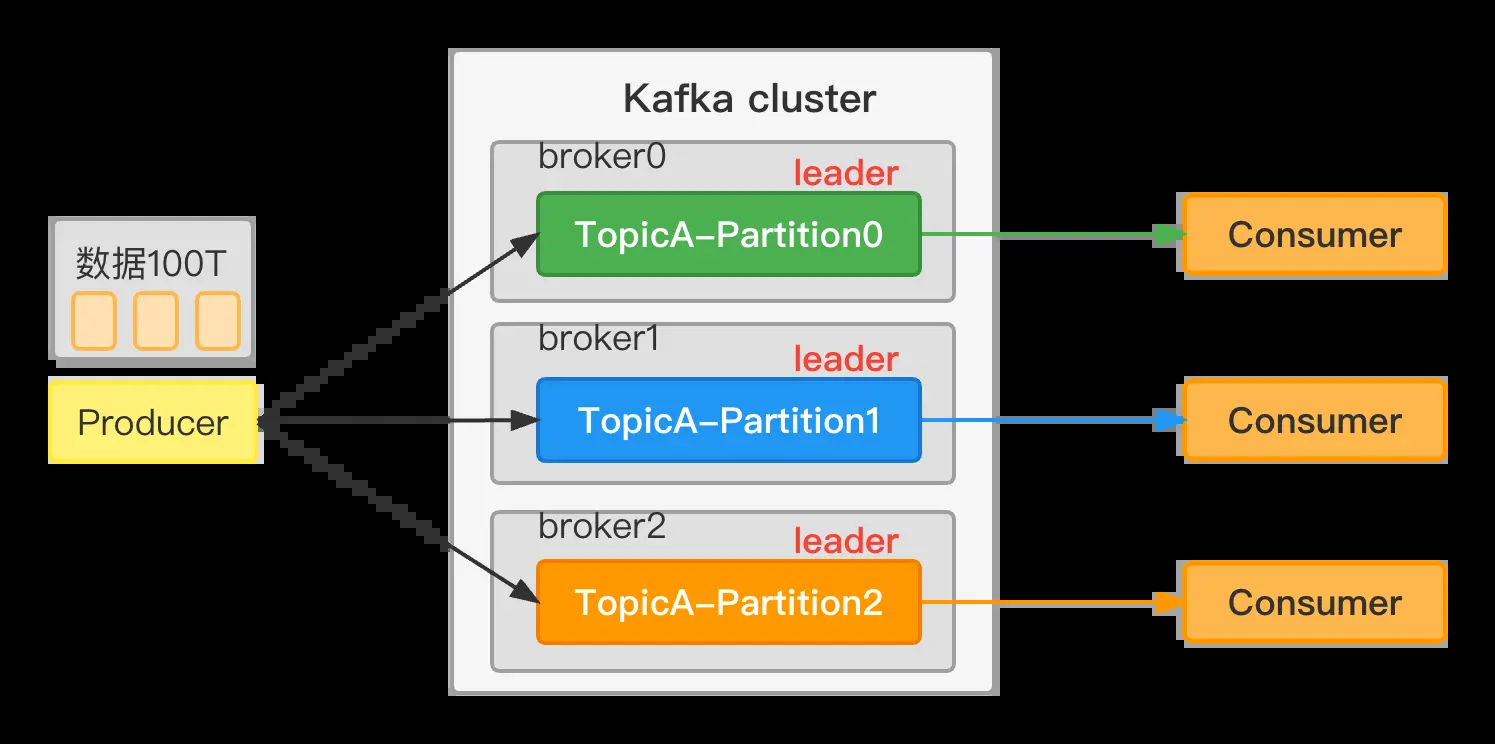 Kafka cluster
broker0
leader
TopicA-Partition0
Consumer
数据100T
Producer
broker1
leader
TopicA-Partition1
Consumer
broker2
leader
TopicA-Partition2
Consumer